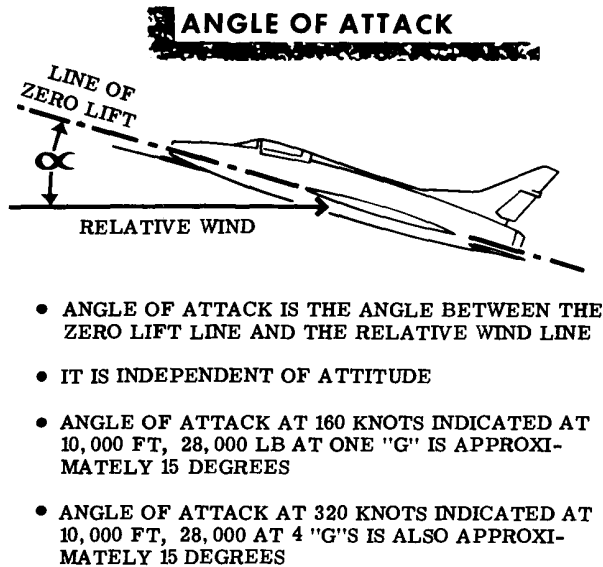 ANGLE OF ATTACK
LINE OF
ZERO LIFT
α
RELATIVE WIND
• ANGLE OF ATTACK IS THE ANGLE BETWEEN THE
ZERO LIFT LINE AND THE RELATIVE WIND LINE
• IT IS INDEPENDENT OF ATTITUDE
• ANGLE OF ATTACK AT 160 KNOTS INDICATED AT
10,000 FT, 28,000 LB AT ONE "G" IS APPROXI-
MATELY 15 DEGREES
• ANGLE OF ATTACK AT 320 KNOTS INDICATED AT
10,000 FT, 28,000 AT 4 "G"S IS ALSO APPROXI-
MATELY 15 DEGREES